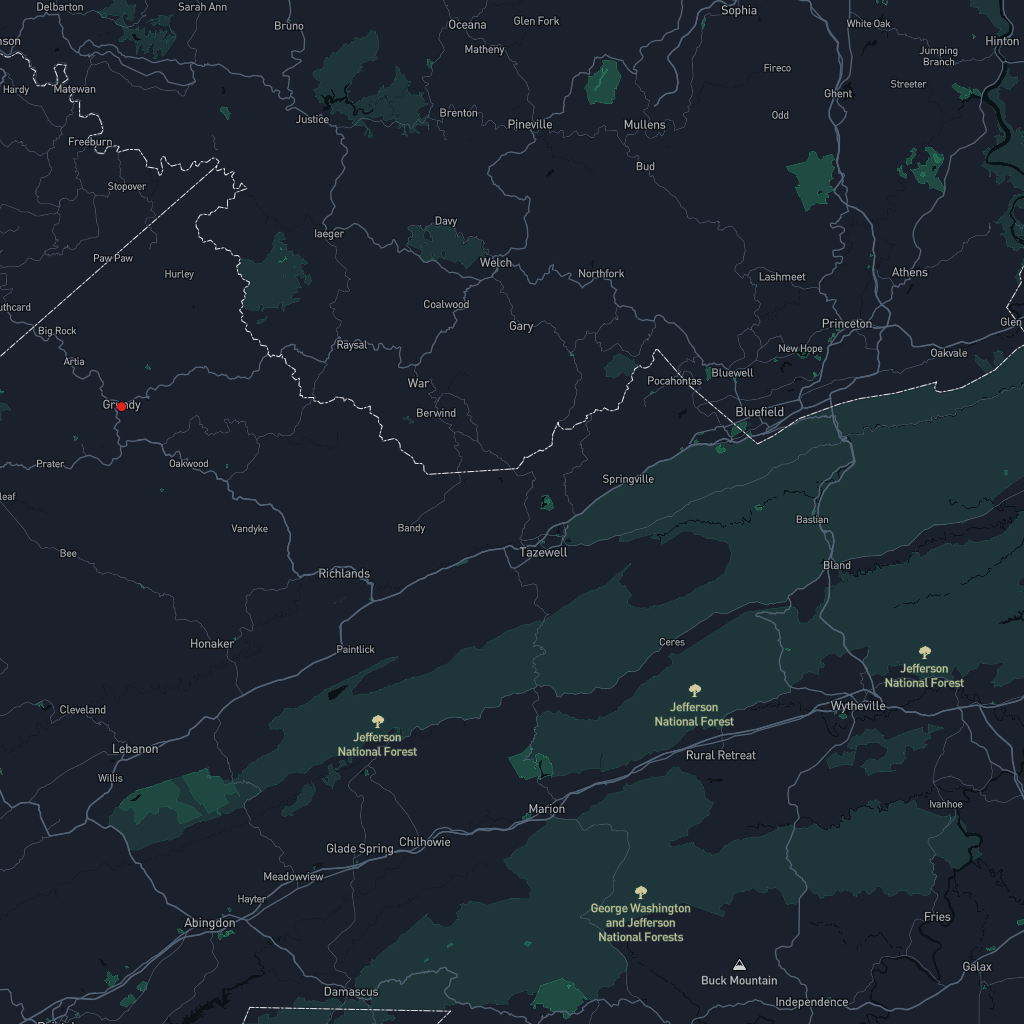 Delbarton
Sarah Ann
Bruno
Oceana
Glen Fork
Sophia
White Oak
nson
Matheny
Jumping
Branch
Hinton
Hardy
Matewan
Fireco
Streeter
Ghent
Justice
Brenton
Pineville
Mullens
Odd
Freeburn
Bud
Stopover
Davy
Iaeger
Paw Paw
Hurley
Welch
Northfork
Lashmeet
Athens
uthcard
Coalwood
Big Rock
Gary
Princeton
Glen
Artia
Raysal
New Hope
Oakvale
War
Pocahontas
Bluewell
Grundy
Berwind
Bluefield
Prater
Oakwood
Springville
leaf
Vandyke
Bandy
Bastian
Bee
Tazewell
Richlands
Bland
Honaker
Paintlick
Ceres
Jefferson
National Forest
Jefferson
National Forest
Jefferson
National Forest
Cleveland
Wytheville
Lebanon
Rural Retreat
Willis
Marion
Ivanhoe
Glade Spring
Chilhowie
Meadowview
Hayter
Abingdon
George Washington
and Jefferson
National Forests
Fries
Buck Mountain
Galax
Damascus
Independence